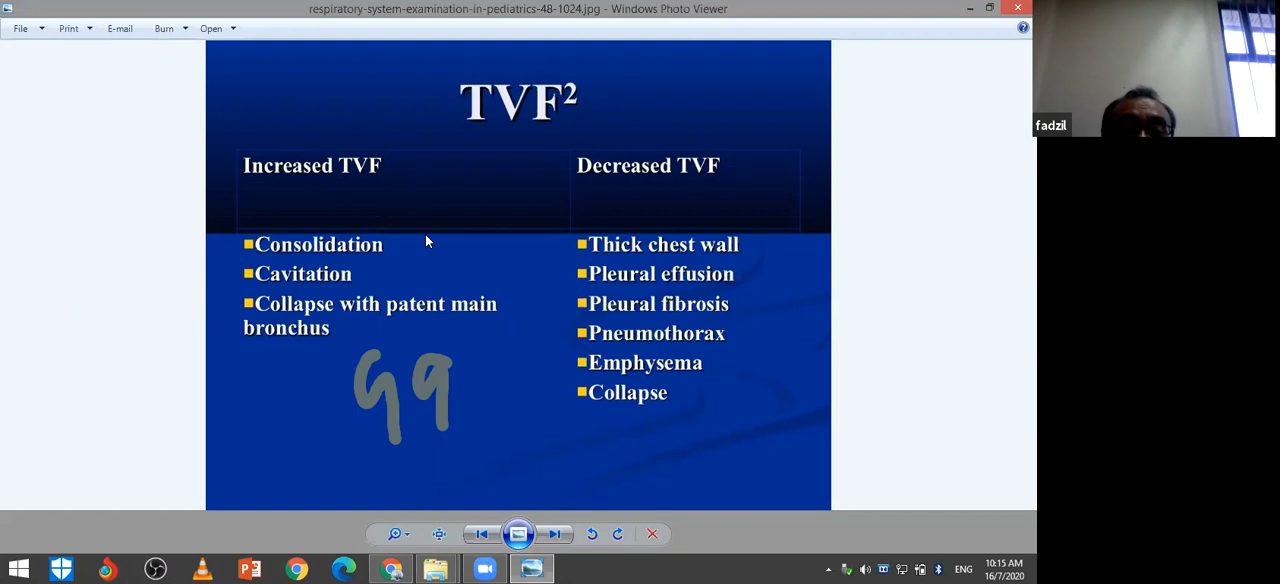 respiratory-system-examination-in-pediatrics-48-1024.jpg - Windows Photo Viewer
File Print E-mail Burn Open
TVF²
Increased TVF
Consolidation
Cavitation
Collapse with patent main
bronchus
99
Decreased TVF
Thick chest wall
Pleural effusion
Pleural fibrosis
Pneumothorax
Emphysema
Collapse
fadzil
ENG
10:15 AM
16/7/2020